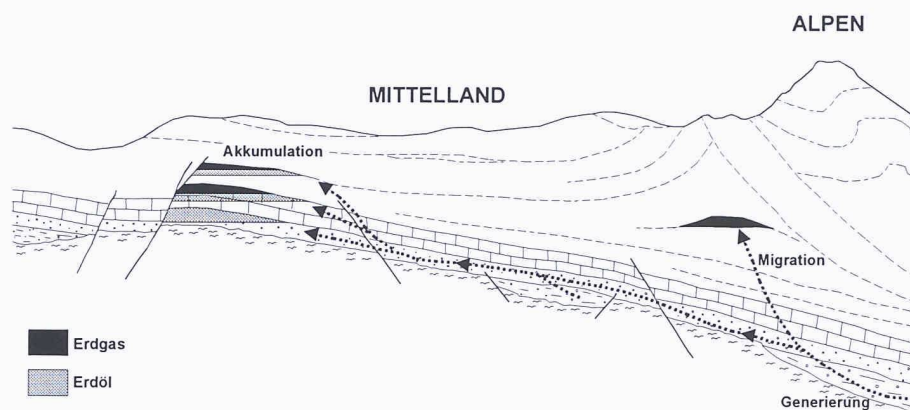 ALPEN
MITTELLAND
Akkumulation
Migration
Erdgas
Erdöl
Generierung